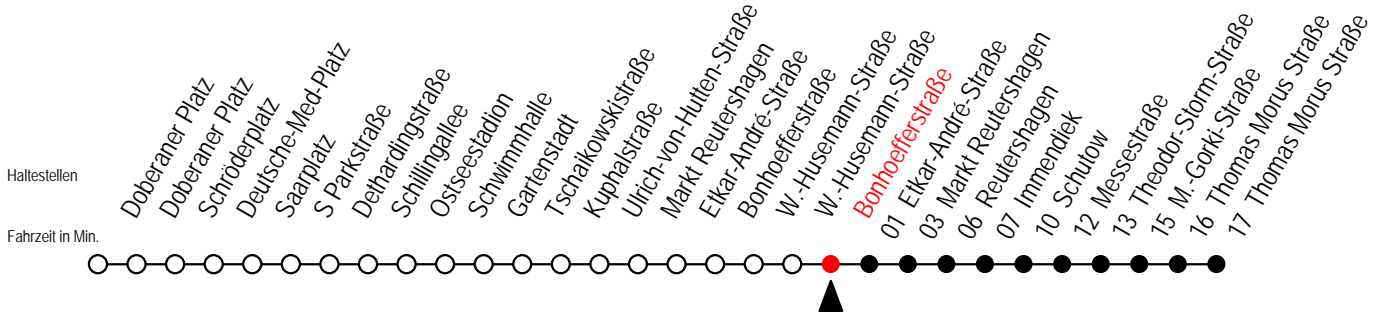 Haltestellen
Fahrzeit in Min.
Doberaner Platz
Doberaner Platz
Schröderplatz
Deutsche-Med-Platz
Saarplatz
S Parkstraße
Dethardingstraße
Schillingallee
Ostseestadion
Schwimmhalle
Gartenstadt
Tschaikowskistraße
Kuphalstraße
Ulrich-von-Hutten-Straße
Markt Reutershagen
Etkar-André-Straße
Bonhoefferstraße
W.-Husemann-Straße
W.-Husemann-Straße
Bonhoefferstraße
01 Etkar-André-Straße
03 Markt Reutershagen
06 Reutershagen
07 Immendiek
10 Schutow
12 Messestraße
13 Theodor-Storm-Straße
15 M.-Gorki-Straße
16 Thomas Morus Straße
17 Thomas Morus Straße